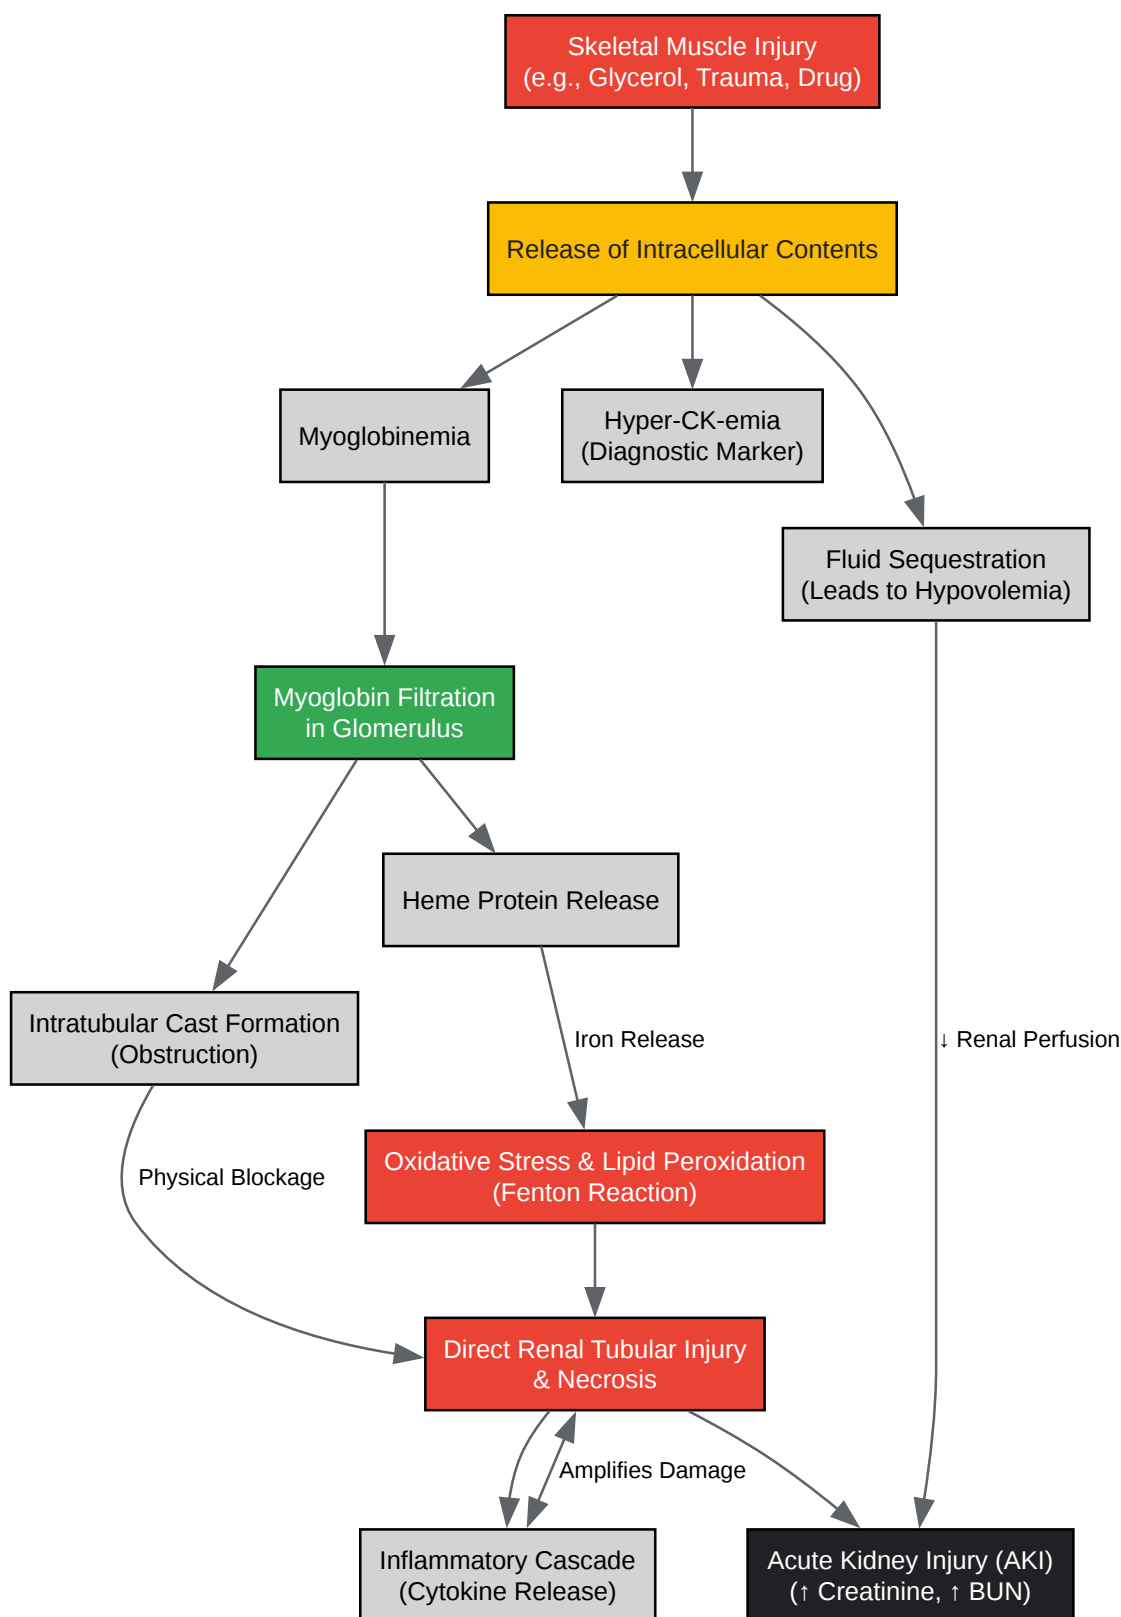 Skeletal Muscle Injury
(e.g., Glycerol, Trauma, Drug)
Release of Intracellular Contents
Myoglobinemia
Hyper-CK-emia
(Diagnostic Marker)
Fluid Sequestration
(Leads to Hypovolemia)
Myoglobin Filtration
in Glomerulus
Heme Protein Release
Intratubular Cast Formation
(Obstruction)
Iron Release
↓ Renal Perfusion
Oxidative Stress & Lipid Peroxidation
(Fenton Reaction)
Physical Blockage
Direct Renal Tubular Injury
& Necrosis
Amplifies Damage
Inflammatory Cascade
(Cytokine Release)
Acute Kidney Injury (AKI)
(↑ Creatinine, ↑ BUN)